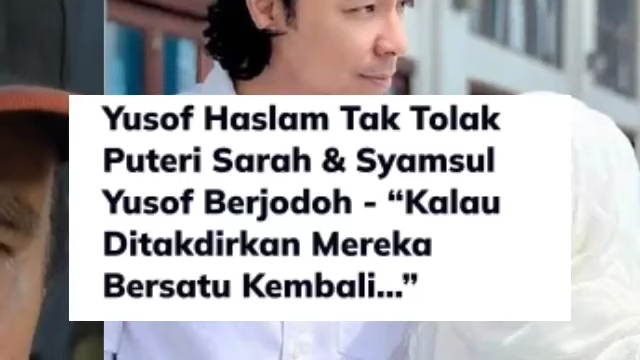 Yusof Haslam Tak Tolak
Puteri Sarah & Syamsul
Yusof Berjodoh - “Kalau
Ditakdirkan Mereka
Bersatu Kembali...”